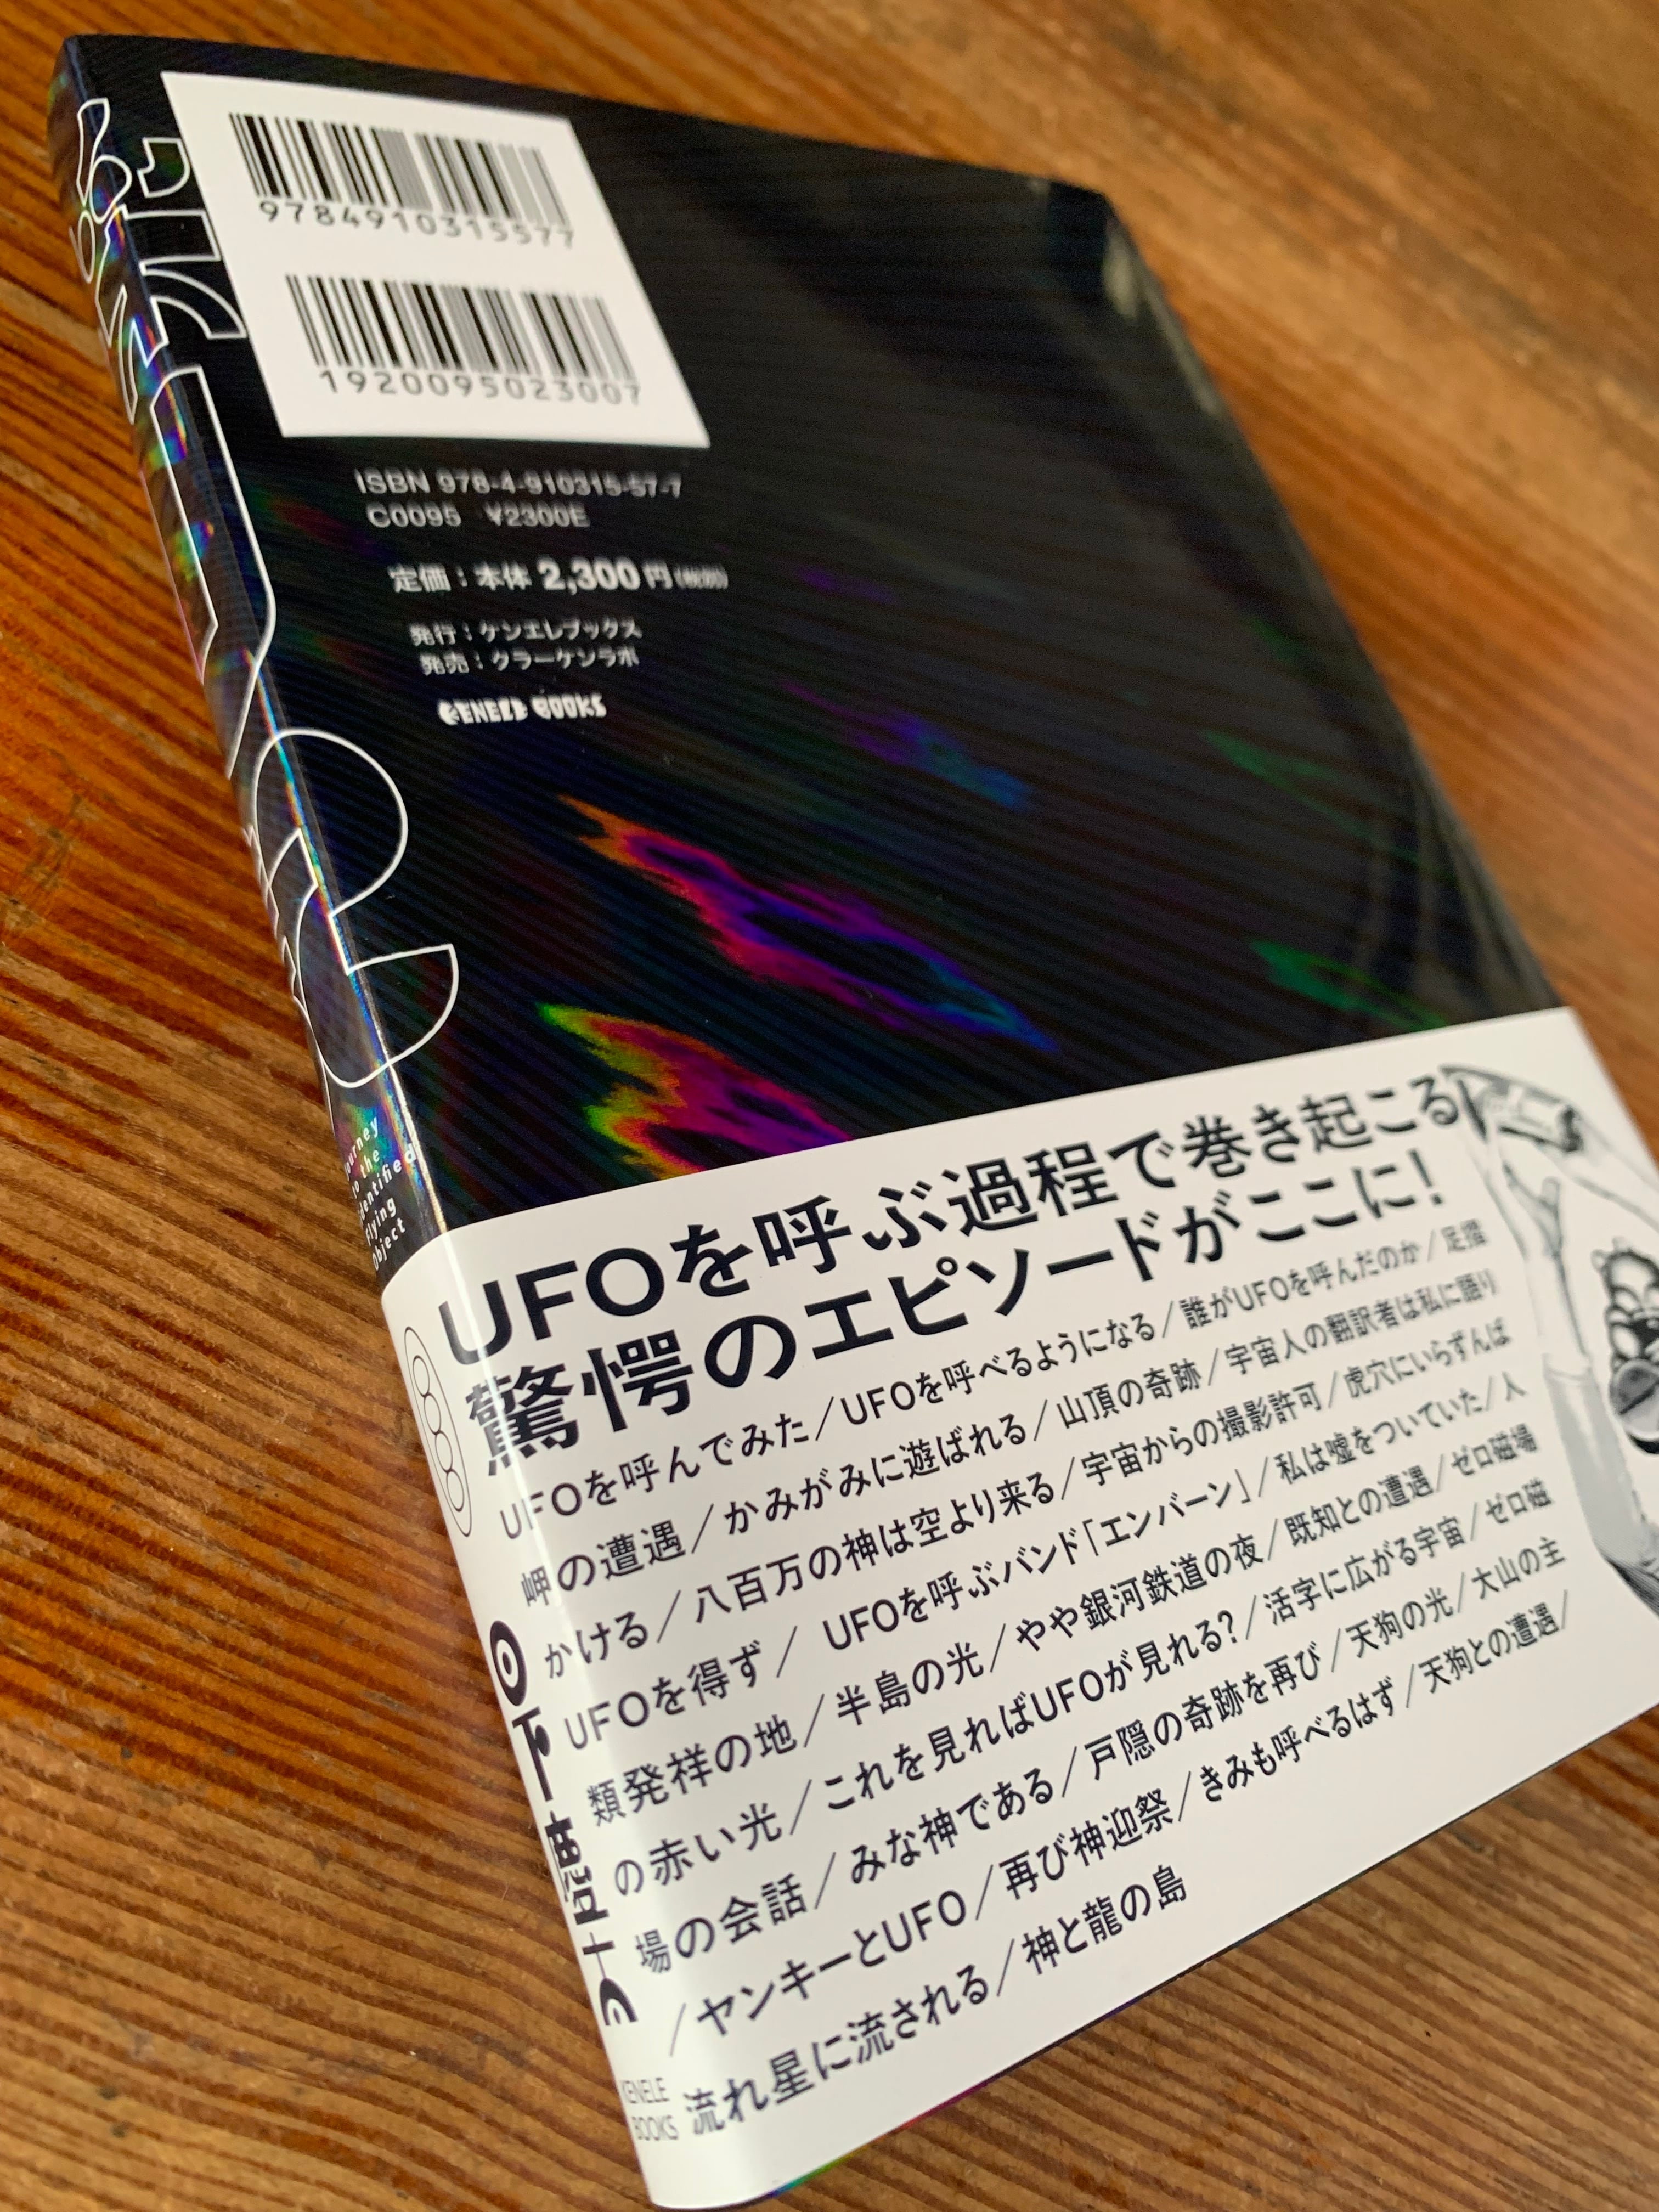 9784910315577
1920095023007
ISBN 978-4-910315-57-7
C0095 ¥2300E
定価：本体 2,300 円（税別）
発行：ケンエレブックス
発売：クラーケンラボ
KENELE BOOKS
Journey
to the
identified
Flying
Object
UFOを呼ぶ過程で巻き起こる
驚愕のエピソードがここに！
UFOを呼んでみた／UFOを呼べるようになる／誰がUFOを呼んだのか／足摺
岬の遭遇／かみがみに遊ばれる／山頂の奇跡／宇宙人の翻訳者は私に語り
かける／八百万の神は空より来る／宇宙からの撮影許可／虎穴にいらずんば
UFOを得ず／ UFOを呼ぶバンド「エンバーン」／私は嘘をついていた／人
類発祥の地／半島の光／やや銀河鉄道の夜／既知との遭遇／ゼロ磁場
の赤い光／これを見ればUFOが見れる？／活字に広がる宇宙／ゼロ磁
場の会話／みな神である／戸隠の奇跡を再び／天狗の光／大山の主
／ヤンキーとUFO／再び神迎祭／きみも呼べるはず／天狗との遭遇／
流れ星に流される／神と龍の島
KENELE
BOOKS